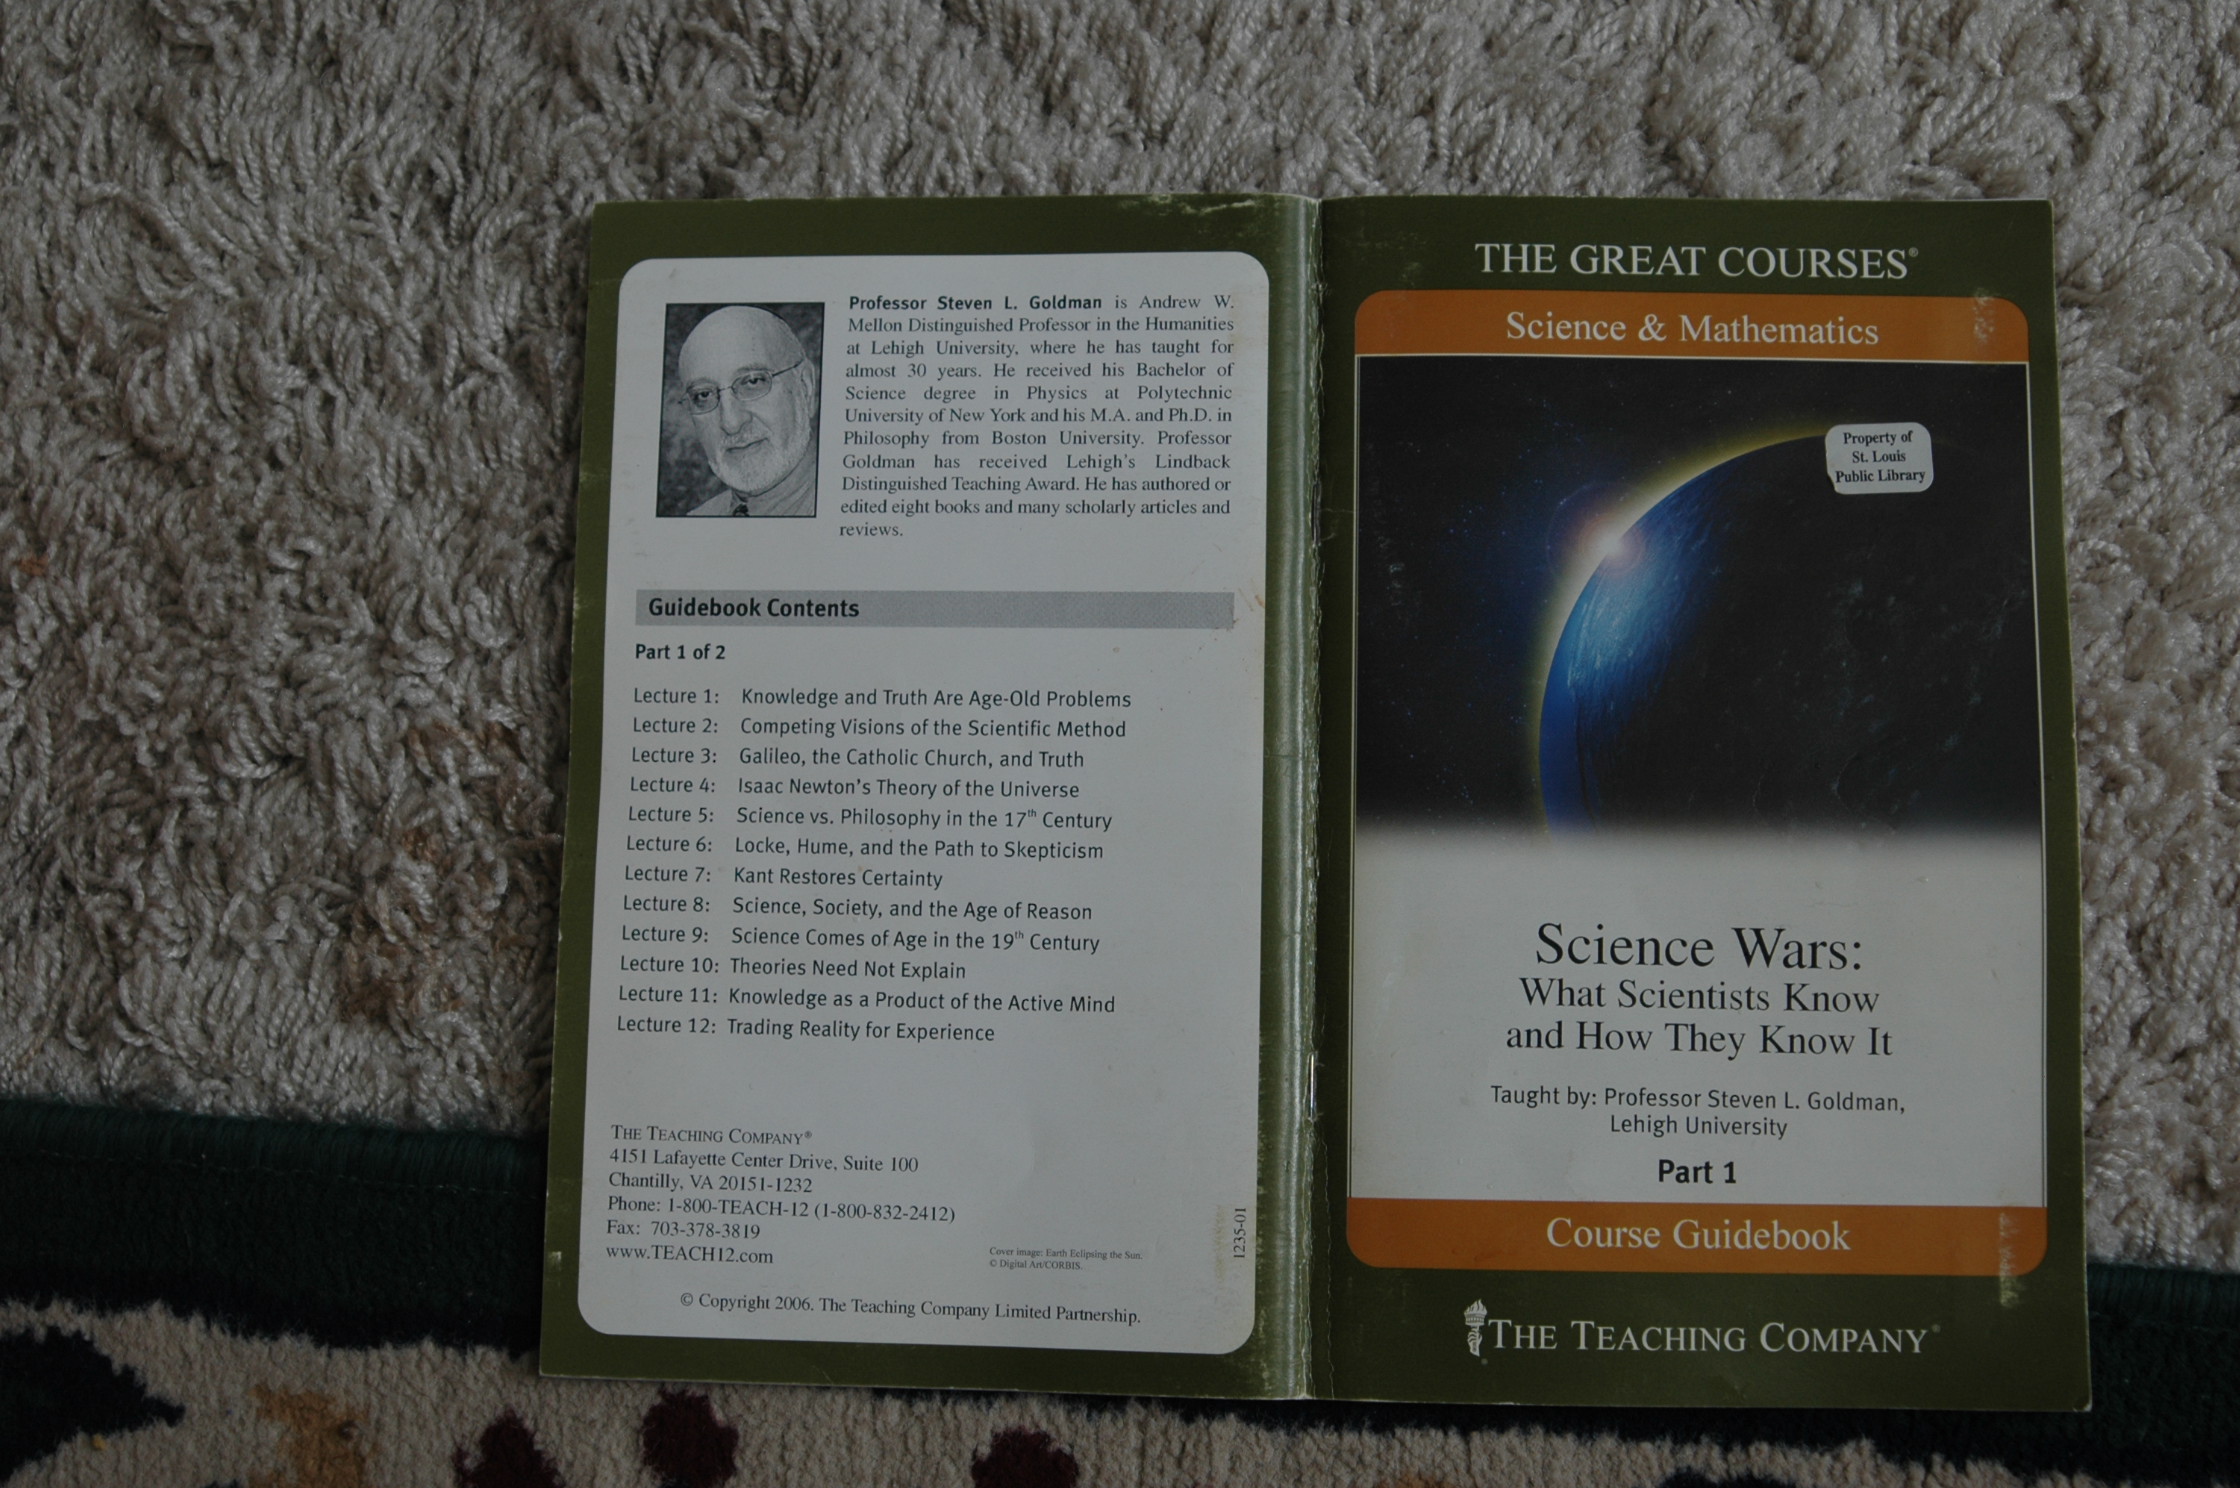 Professor Steven L. Goldman is Andrew W.
Mellon Distinguished Professor in the Humanities
at Lehigh University, where he has taught for
almost 30 years. He received his Bachelor of
Science degree in Physics at Polytechnic
University of New York and his M.A. and Ph.D. in
Philosophy from Boston University. Professor
Goldman has received Lehigh's Lindback
Distinguished Teaching Award. He has authored or
edited eight books and many scholarly articles and
reviews.
Guidebook Contents
Part 1 of 2
Lecture 1: Knowledge and Truth Are Age-Old Problems
Lecture 2: Competing Visions of the Scientific Method
Lecture 3: Galileo, the Catholic Church, and Truth
Lecture 4: Isaac Newton's Theory of the Universe
Lecture 5: Science vs. Philosophy in the 17th Century
Lecture 6: Locke, Hume, and the Path to Skepticism
Lecture 7: Kant Restores Certainty
Lecture 8: Science, Society, and the Age of Reason
Lecture 9: Science Comes of Age in the 19th Century
Lecture 10: Theories Need Not Explain
Lecture 11: Knowledge as a Product of the Active Mind
Lecture 12: Trading Reality for Experience
THE TEACHING COMPANY®
4151 Lafayette Center Drive, Suite 100
Chantilly, VA 20151-1232
Phone: 1-800-TEACH-12 (1-800-832-2412)
Fax: 703-378-3819
www.TEACH12.com
Cover image: Earth Eclipsing the Sun.
© Digital Art/CORBIS.
1235-01
© Copyright 2006. The Teaching Company Limited Partnership.
THE GREAT COURSES®
Science & Mathematics
Property of
St. Louis
Public Library
Science Wars:
What Scientists Know
and How They Know It
Taught by: Professor Steven L. Goldman,
Lehigh University
Part 1
Course Guidebook
THE TEACHING COMPANY®